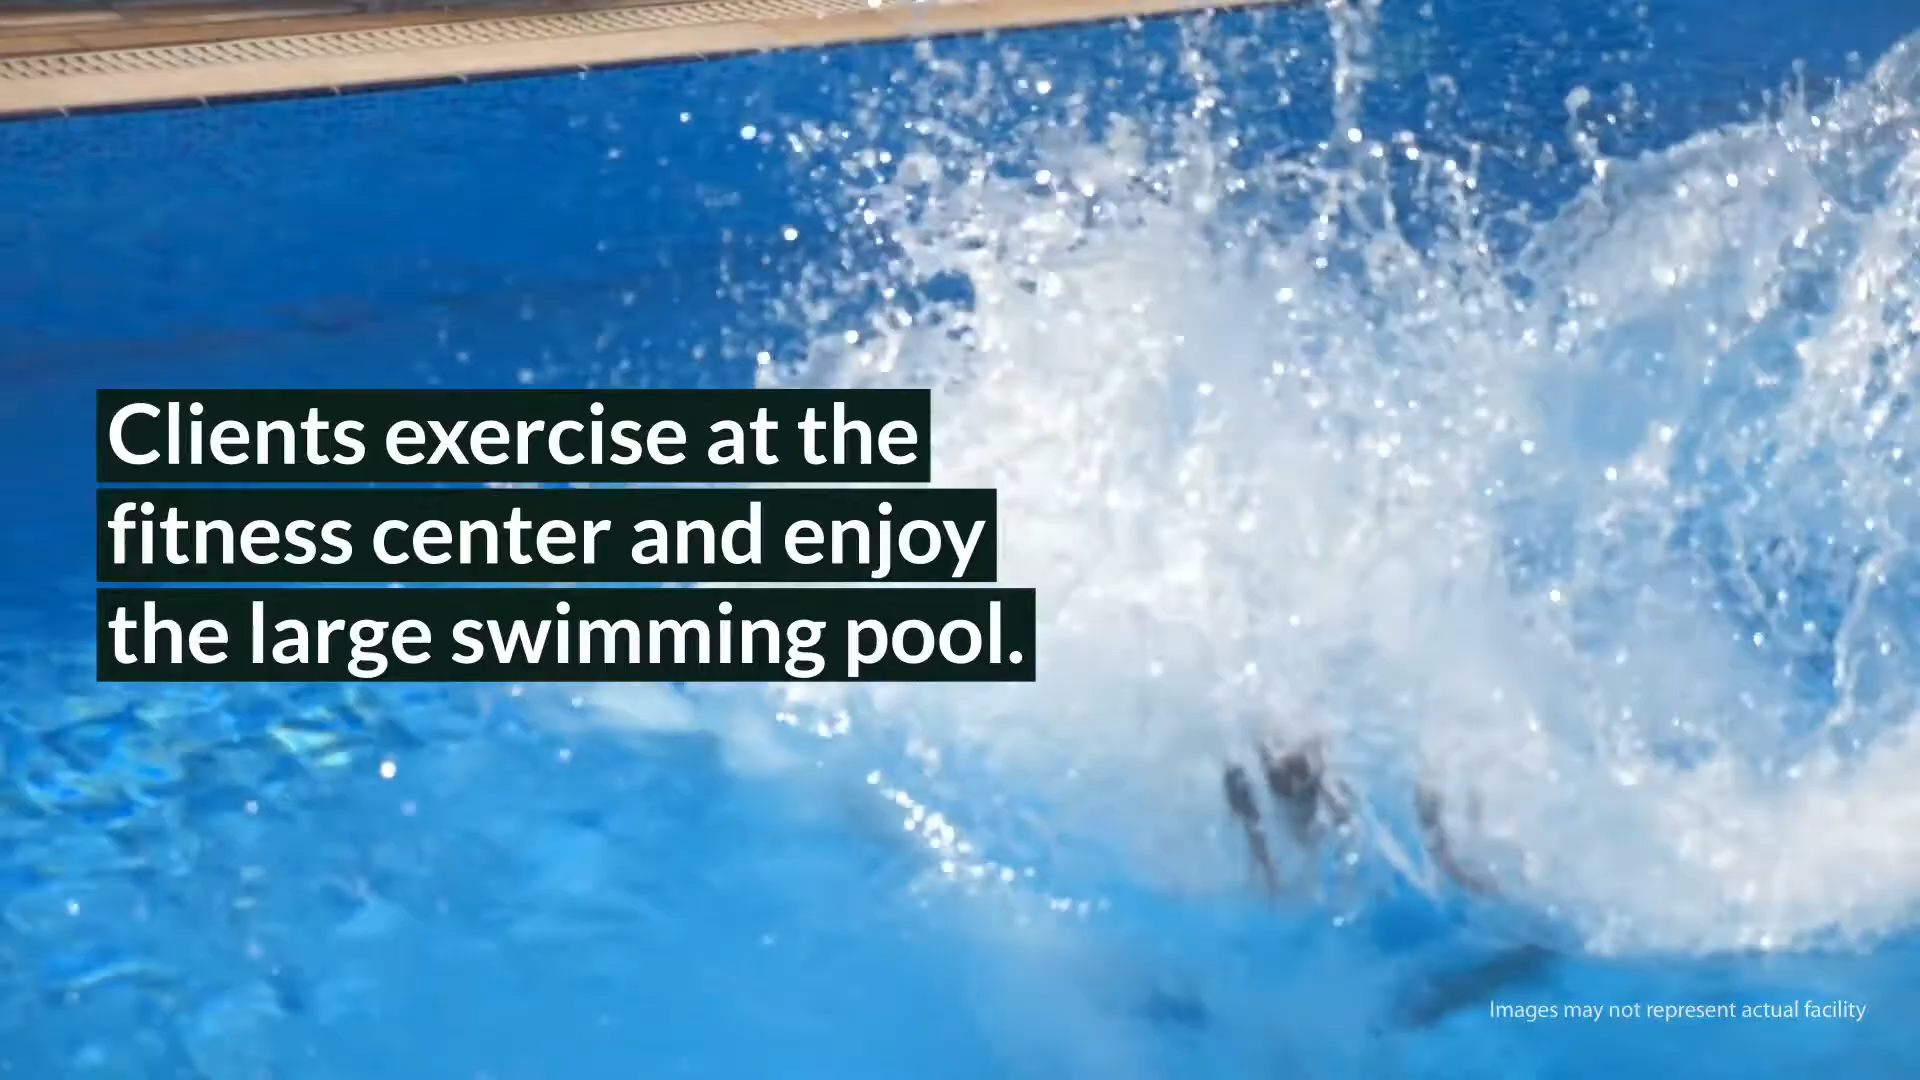 Clients exercise at the
fitness center and enjoy
the large swimming pool.
Images may not represent actual facility